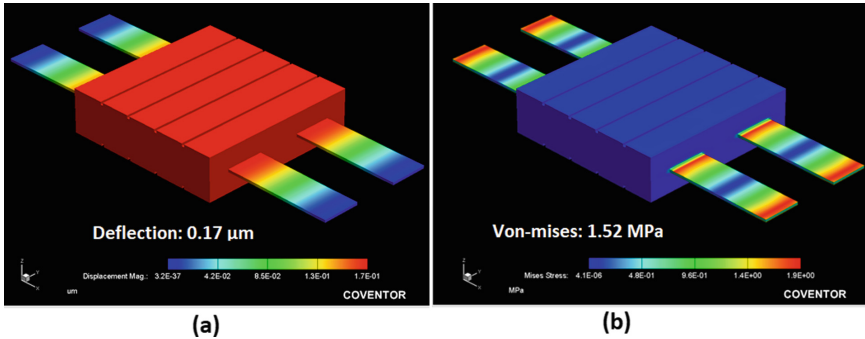 Deflection: 0.17 μm
Displacement Mag.: 3.2E-37 4.2E-02 8.5E-02 1.3E-01 1.7E-01
um
COVENTOR
(a)
Von-mises: 1.52 MPa
Mises Stress: 4.1E-06 4.8E-01 9.6E-01 1.4E+00 1.9E+00
MPa
COVENTOR
(b)